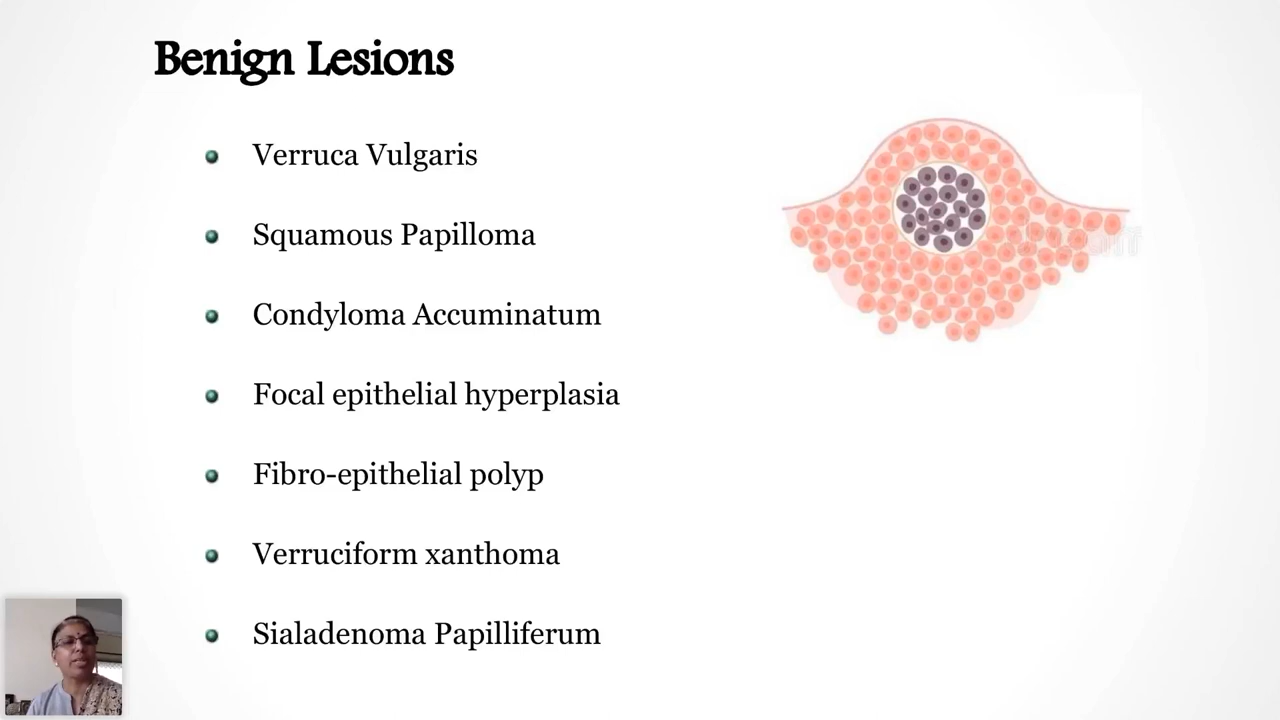 Benign Lesions
Verruca Vulgaris
Squamous Papilloma
Condyloma Accuminatum
Focal epithelial hyperplasia
Fibro-epithelial polyp
Verruciform xanthoma
Sialadenoma Papilliferum